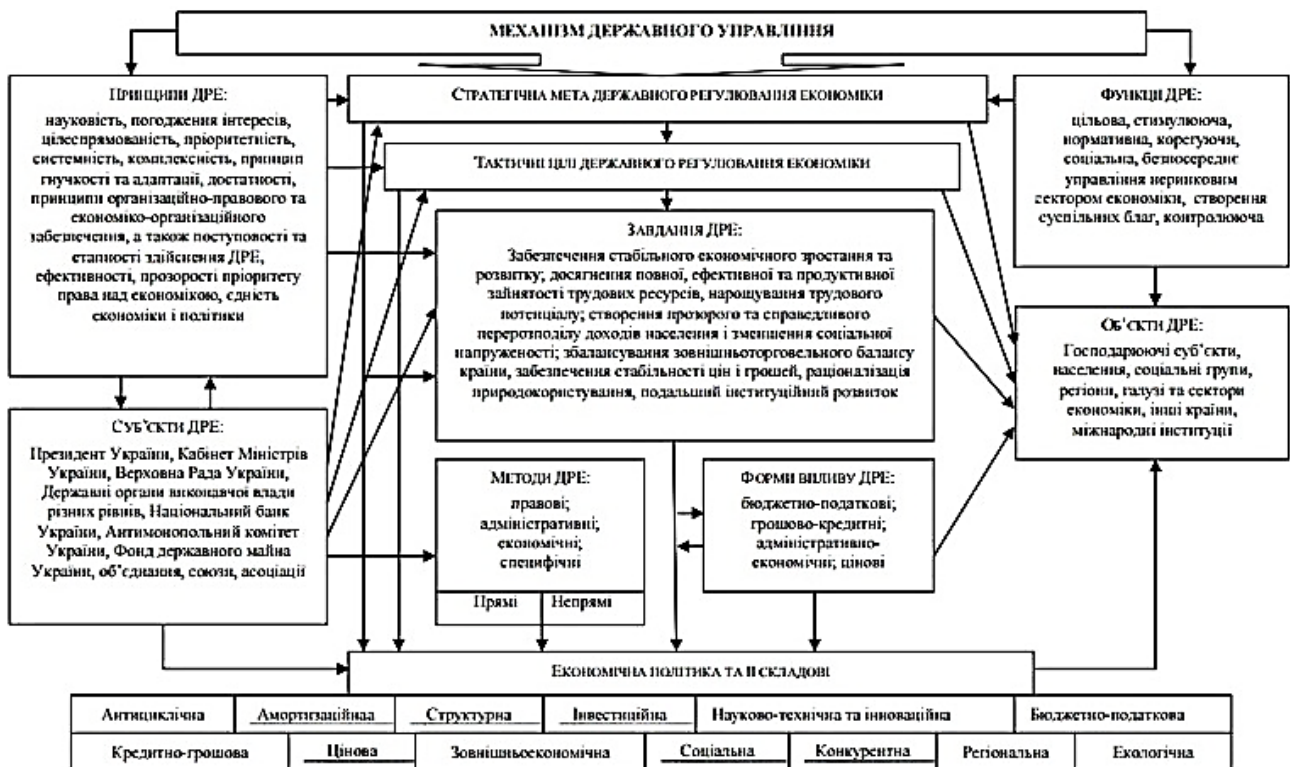 МЕХАНІЗМ ДЕРЖАВНОГО УПРАВЛІННЯ
ПРИНЦИПИ ДРЕ:
науковість, погодження інтересів,
цілеспрямованість, пріоритетність,
системність, комплексність, принцип
гнучкості та адаптації, достатності,
принципи організаційно-правового та
економіко-організаційного
забезпечення, а також поступовості та
етапності здійснення ДРЕ,
ефективності, прозорості пріоритету
права над економікою, єдність
економіки і політики
СТРАТЕГІЧНА МЕТА ДЕРЖАВНОГО РЕГУЛЮВАННЯ ЕКОНОМІКИ
ТАКТИЧНІ ЦІЛІ ДЕРЖАВНОГО РЕГУЛЮВАННЯ ЕКОНОМІКИ
ФУНКЦІЇ ДРЕ:
цільова, стимулююча,
нормативна, корегуючи,
соціальна, безпосереднє
управління неринковим
сектором економіки, створення
суспільних благ, контролююча
ЗАВДАННЯ ДРЕ:
Забезпечення стабільного економічного зростання та
розвитку; досягнення повної, ефективної та продуктивної
зайнятості трудових ресурсів, нарощування трудового
потенціалу; створення прозорого та справедливого
перерозподілу доходів населення і зменшення соціальної
напруженості; збалансування зовнішньоторговельного балансу
країни, забезпечення стабільності цін і грошей, раціоналізація
природокористування, подальший інституційний розвиток
ОБ'ЄКТИ ДРЕ:
Господарюючі суб'єкти,
населення, соціальні групи,
регіони, галузі та сектори
економіки, інші країни,
міжнародні інституції
СУБ'ЄКТИ ДРЕ:
Президент України, Кабінет Міністрів
України, Верховна Рада України,
Державні органи виконавчої влади
різних рівнів, Національний банк
України, Антимонопольний комітет
України, Фонд державного майна
України, об'єднання, союзи, асоціації
МЕТОДИ ДРЕ:
правові;
адміністративні;
економічні;
специфічні
Прямі Непрямі
ФОРМИ ВПЛИВУ ДРЕ:
бюджетно-податкові;
грошово-кредитні;
адміністративно-
економічні; цінові
ЕКОНОМІЧНА ПОЛІТИКА ТА ІІ СКЛАДОВІ
Антициклічна Амортизаційнаа Структурна Інвестиційна Науково-технічна та інноваційна Бюджетно-податкова
Кредитно-грошова Цінова Зовнішньоекономічна Соціальна Конкурентна Регіональна Екологічна